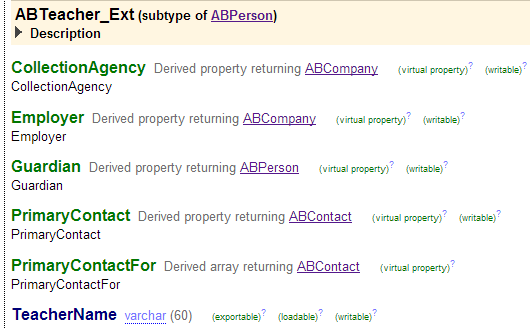 ABTeacher_Ext (subtype of ABPerson)
Description
CollectionAgency Derived property returning ABCompany (virtual property)? (writable)?
CollectionAgency
Employer Derived property returning ABCompany (virtual property)? (writable)?
Employer
Guardian Derived property returning ABPerson (virtual property)? (writable)?
Guardian
PrimaryContact Derived property returning ABContact (virtual property)? (writable)?
PrimaryContact
PrimaryContactFor Derived array returning ABContact (virtual property)?
PrimaryContactFor
TeacherName varchar (60) (exportable)? (loadable)? (writable)?